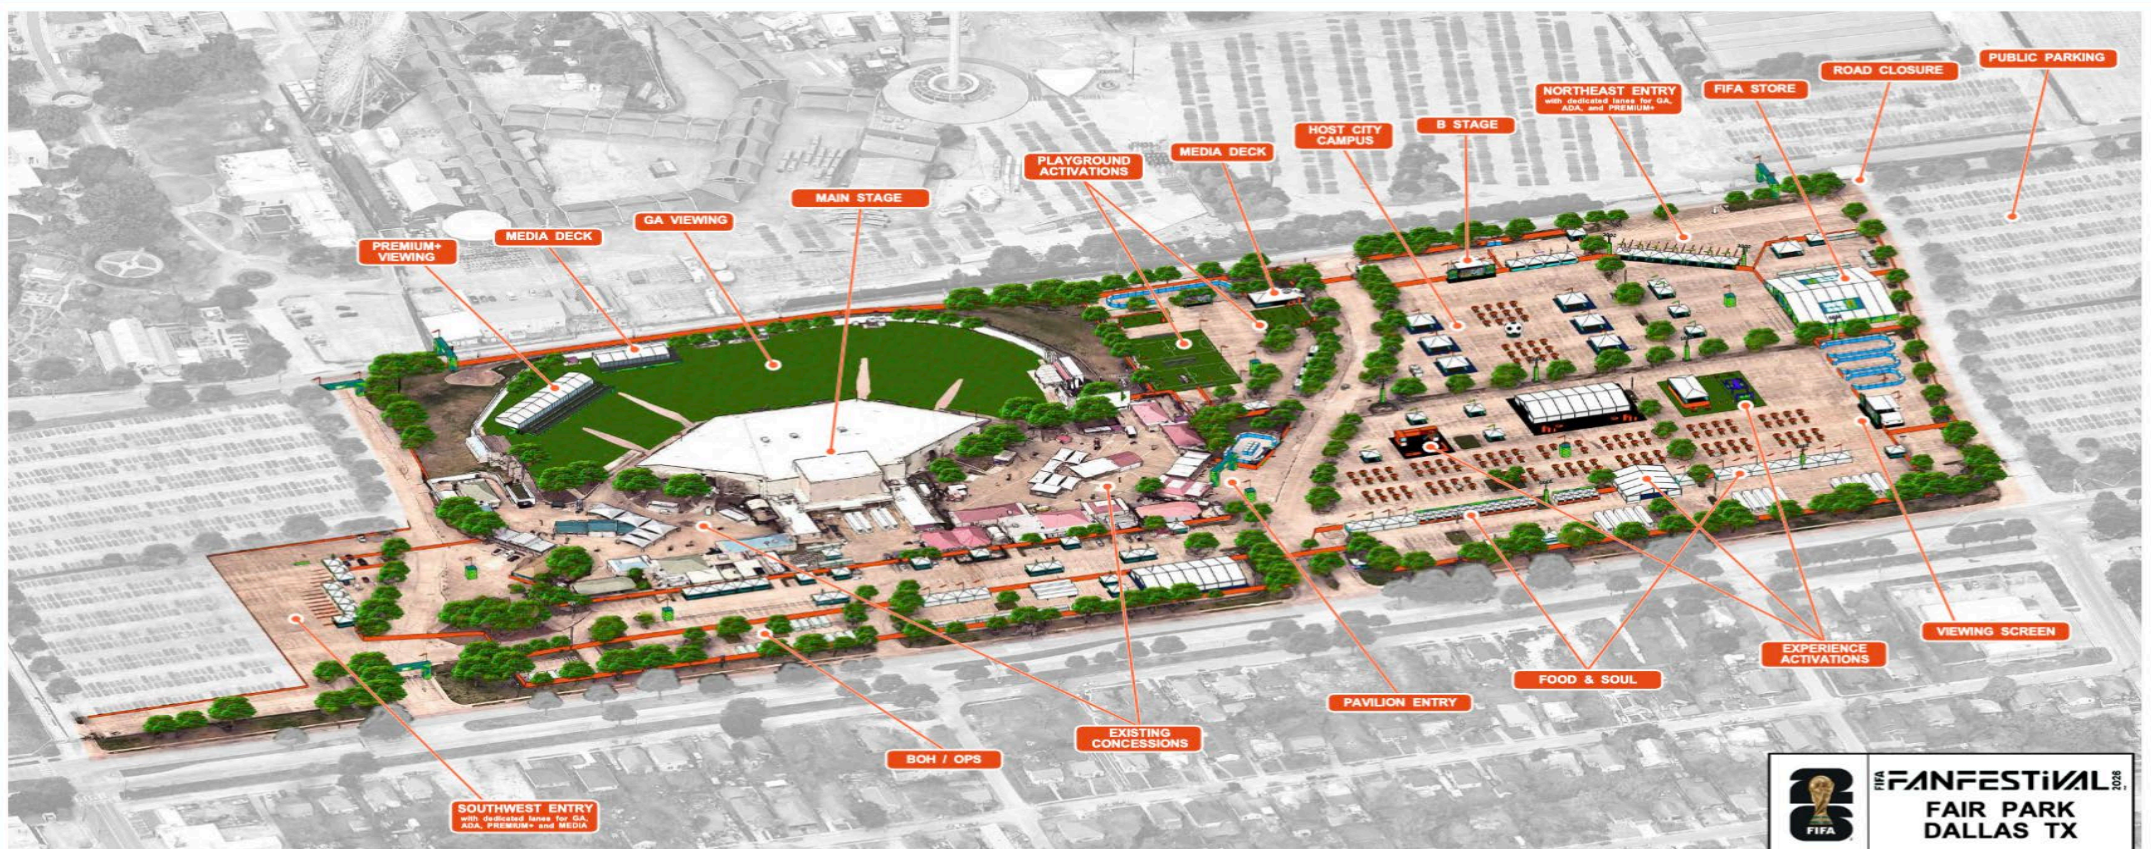 PUBLIC PARKING
ROAD CLOSURE
FIFA STORE
NORTHEAST ENTRY
with dedicated lanes for GA,
ADA, and PREMIUM+
B STAGE
HOST CITY
CAMPUS
MEDIA DECK
PLAYGROUND
ACTIVATIONS
MAIN STAGE
GA VIEWING
MEDIA DECK
PREMIUM+
VIEWING
VIEWING SCREEN
EXPERIENCE
ACTIVATIONS
FOOD & SOUL
PAVILION ENTRY
EXISTING
CONCESSIONS
BOH / OPS
SOUTHWEST ENTRY
with dedicated lanes for GA,
ADA, PREMIUM+ and MEDIA
FIFA
FIFA FANFESTiVAL 2026
FAIR PARK
DALLAS TX